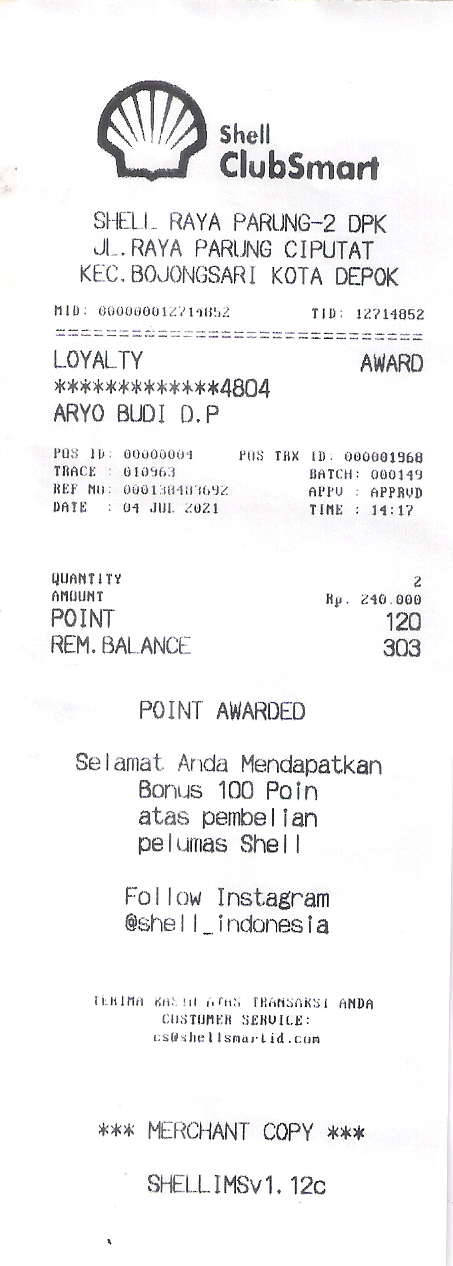 Shell
ClubSmart
SHELL RAYA PARUNG-2 DPK
JL.RAYA PARUNG CIPUTAT
KEC.BOJONGSARI KOTA DEPOK
MID: 000000012714852 TID: 12714852
====================================
LOYALTY AWARD
*************4804
ARYO BUDI D.P
POS ID: 00000004 POS TRX ID: 000001968
TRACE : 010963 BATCH: 000149
REF NO: 000138483692 APPV : APPRVD
DATE : 04 JUL 2021 TIME : 14:17
QUANTITY 2
AMOUNT Rp. 240.000
POINT 120
REM.BALANCE 303
POINT AWARDED
Selamat Anda Mendapatkan
Bonus 100 Poin
atas pembelian
pelumas Shell
Follow Instagram
@shell_indonesia
TERIMA KASIH ATAS TRANSAKSI ANDA
CUSTOMER SERVICE:
cs@shellsmartid.com
*** MERCHANT COPY ***
SHELLIMSv1.12c